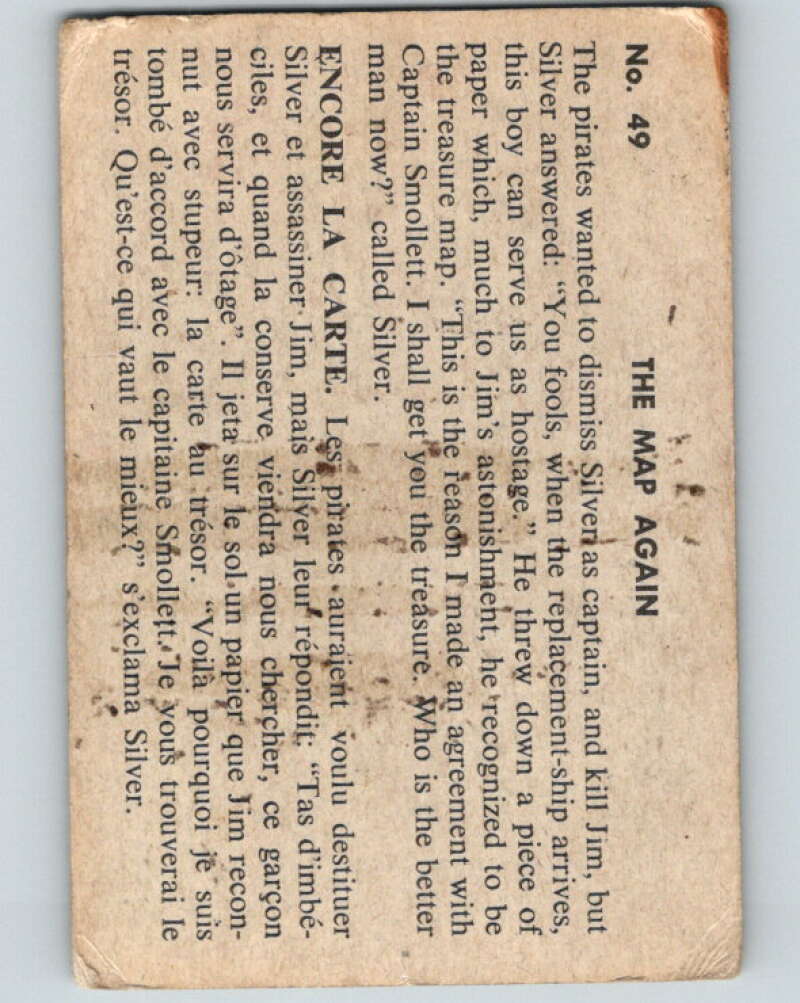 No. 49 THE MAP AGAIN
The pirates wanted to dismiss Silver as captain, and kill Jim, but
Silver answered: “You fools, when the replacement-ship arrives,
this boy can serve us as hostage.” He threw down a piece of
paper which, much to Jim’s astonishment, he recognized to be
the treasure map. “This is the reason I made an agreement with
Captain Smollett. I shall get you the treasure. Who is the better
man now?” called Silver.
ENCORE LA CARTE. Les pirates auraient voulu destituer
Silver et assassiner Jim, mais Silver leur répondit: “Tas d’imbé-
ciles, et quand la conserve viendra nous chercher, ce garçon
nous servira d’ôtage”. Il jeta sur le sol un papier que Jim recon-
nut avec stupeur: la carte au trésor. “Voilà pourquoi je suis
tombé d’accord avec le capitaine Smollett. Je vous trouverai le
trésor. Qu’est-ce qui vaut le mieux?” s’exclama Silver.